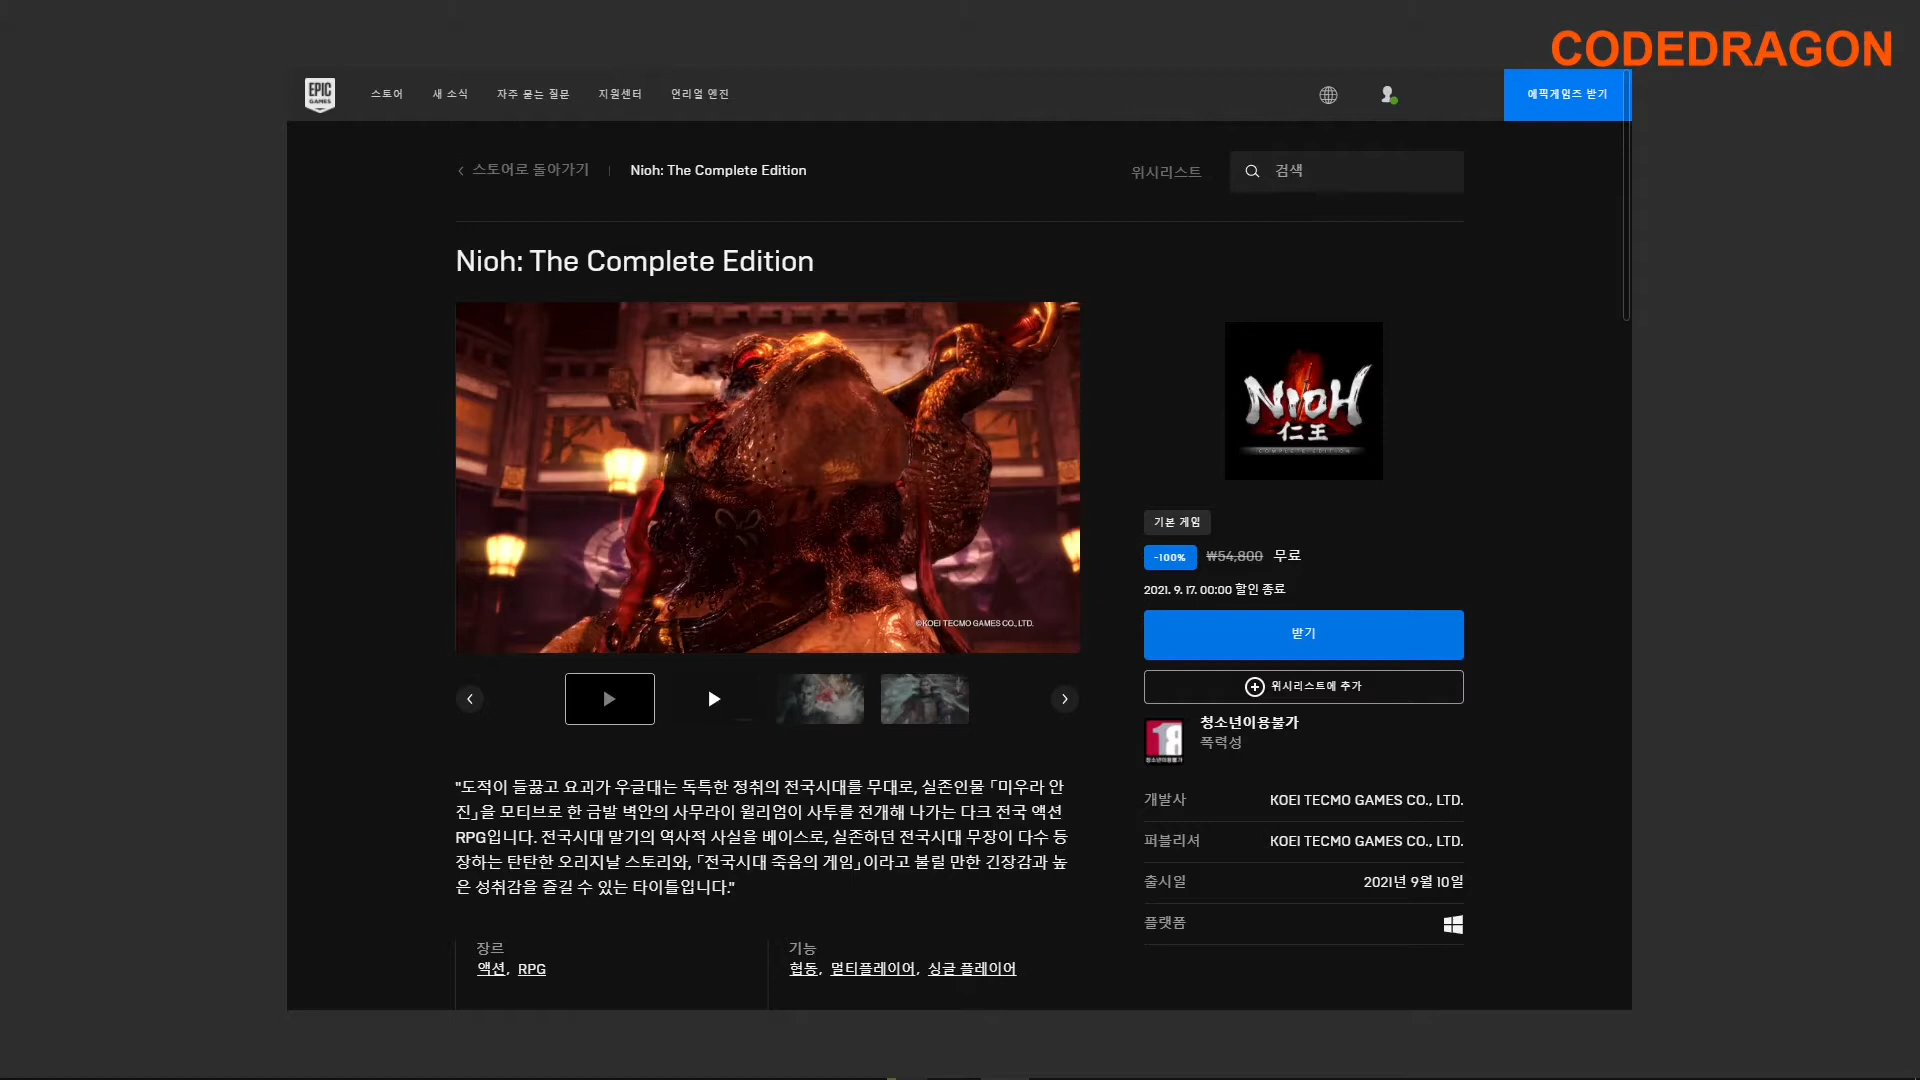 CODEDRAGON
EPIC GAMES
스토어 새 소식 자주 묻는 질문 지원센터 언리얼 엔진
에픽게임즈 받기
스토어로 돌아가기 Nioh: The Complete Edition
위시리스트 검색
Nioh: The Complete Edition
NIOH
仁王
COMPLETE EDITION
©KOEI TECMO GAMES CO., LTD.
기본 게임
-100% ₩54,800 무료
2021. 9. 17. 00:00 할인 종료
받기
위시리스트에 추가
18
청소년이용불가
청소년이용불가
폭력성
"도적이 들끓고 요괴가 우글대는 독특한 정취의 전국시대를 무대로, 실존인물 「미우라 안
진」을 모티브로 한 금발 벽안의 사무라이 윌리엄이 사투를 전개해 나가는 다크 전국 액션
RPG입니다. 전국시대 말기의 역사적 사실을 베이스로, 실존하던 전국시대 무장이 다수 등
장하는 탄탄한 오리지날 스토리와, 「전국시대 죽음의 게임」이라고 불릴 만한 긴장감과 높
은 성취감을 즐길 수 있는 타이틀입니다."
개발사 KOEI TECMO GAMES CO., LTD.
퍼블리셔 KOEI TECMO GAMES CO., LTD.
출시일 2021년 9월 10일
플랫폼
장르
액션, RPG
기능
협동, 멀티플레이어, 싱글 플레이어